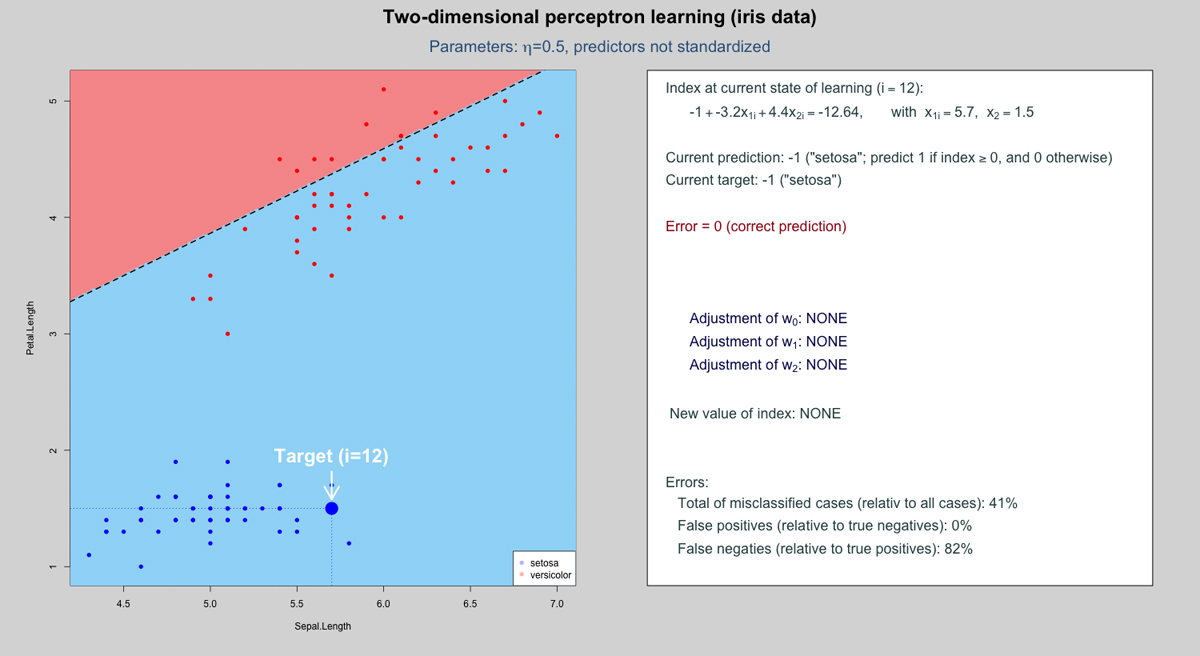 Two-dimensional perceptron learning (iris data)
Parameters: η=0.5, predictors not standardized
Petal.Length
5
4
3
2
1
Target (i=12)
setosa
versicolor
4.5 5.0 5.5 6.0 6.5 7.0
Sepal.Length
Index at current state of learning (i = 12):
-1 + -3.2x1i + 4.4x2i = -12.64, with x1i = 5.7, x2 = 1.5
Current prediction: -1 ("setosa"; predict 1 if index ≥ 0, and 0 otherwise)
Current target: -1 ("setosa")
Error = 0 (correct prediction)
Adjustment of w0: NONE
Adjustment of w1: NONE
Adjustment of w2: NONE
New value of index: NONE
Errors:
Total of misclassified cases (relativ to all cases): 41%
False positives (relative to true negatives): 0%
False negaties (relative to true positives): 82%